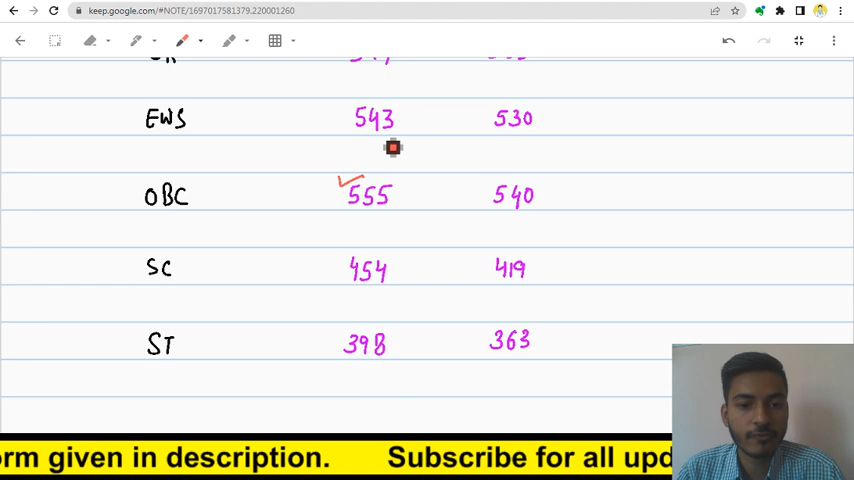 keep.google.com/#NOTE/1697017581379.220001260
EWS 543 530
OBC 555 540
SC 454 419
ST 398 363
orm given in description. Subscribe for all upd